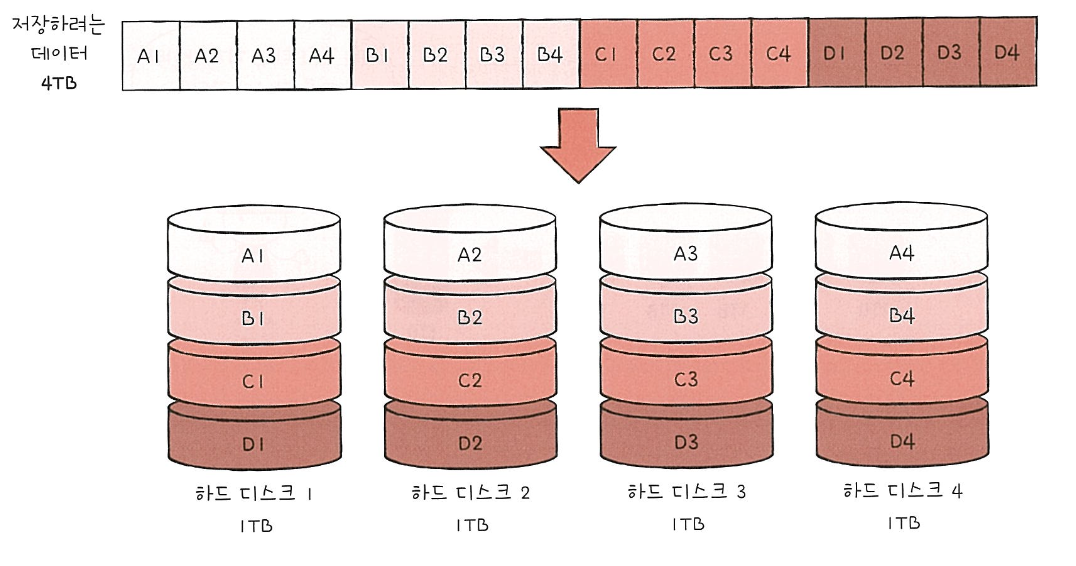 저장하려는
데이터
4TB
A1 A2 A3 A4 B1 B2 B3 B4 C1 C2 C3 C4 D1 D2 D3 D4
A1 A2 A3 A4
B1 B2 B3 B4
C1 C2 C3 C4
D1 D2 D3 D4
하드 디스크 1 하드 디스크 2 하드 디스크 3 하드 디스크 4
1TB 1TB 1TB 1TB